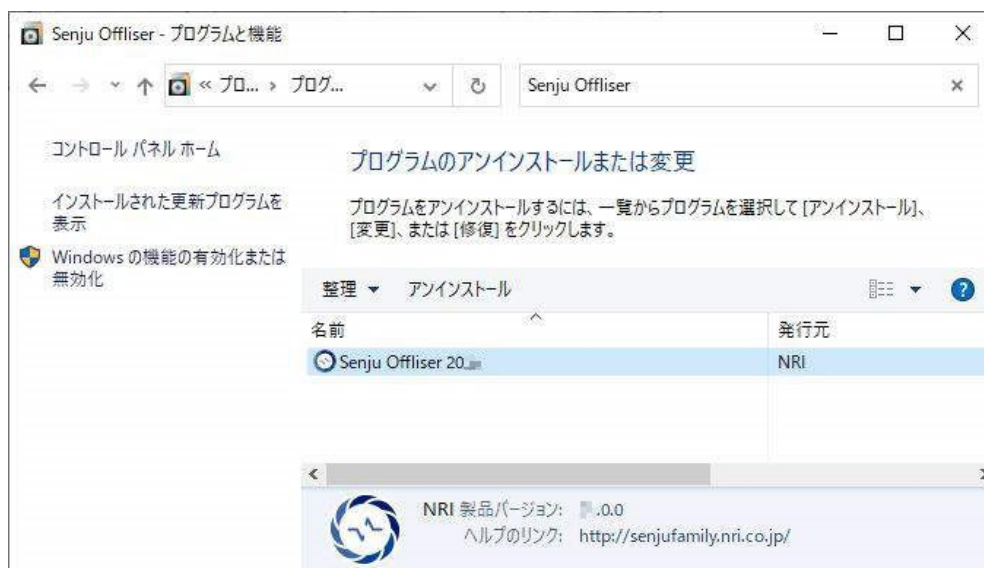 Senju Offliser - プログラムと機能
« プロ... › プログ...
Senju Offliser
コントロール パネル ホーム
インストールされた更新プログラムを
表示
Windows の機能の有効化または
無効化
プログラムのアンインストールまたは変更
プログラムをアンインストールするには、一覧からプログラムを選択して [アンインストール]、
[変更]、または [修復] をクリックします。
整理 アンインストール
名前 発行元
Senju Offliser 20 NRI
NRI 製品バージョン: .0.0
ヘルプのリンク: http://senjufamily.nri.co.jp/